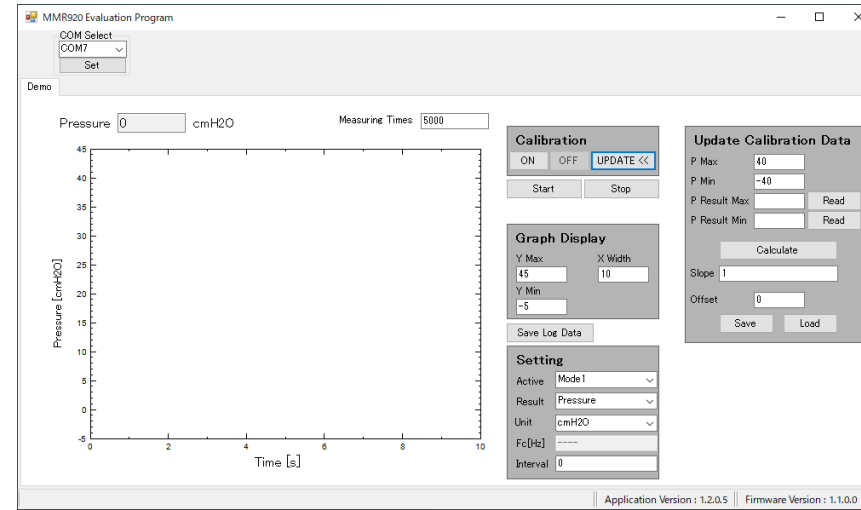 MMR920 Evaluation Program
COM Select
COM7
Set
Demo
Pressure 0 cmH2O
Measuring Times 5000
45
40
35
30
25
20
15
10
5
0
-5
Pressure [cmH2O]
0 2 4 6 8 10
Time [s]
Calibration
ON OFF UPDATE <<
Start Stop
Graph Display
Y Max X Width
45 10
Y Min
-5
Save Log Data
Setting
Active Mode1
Result Pressure
Unit cmH2O
Fc[Hz] ----
Interval 0
Update Calibration Data
P Max 40
P Min -40
P Result Max Read
P Result Min Read
Calculate
Slope 1
Offset 0
Save Load
Application Version : 1.2.0.5 Firmware Version : 1.1.0.0